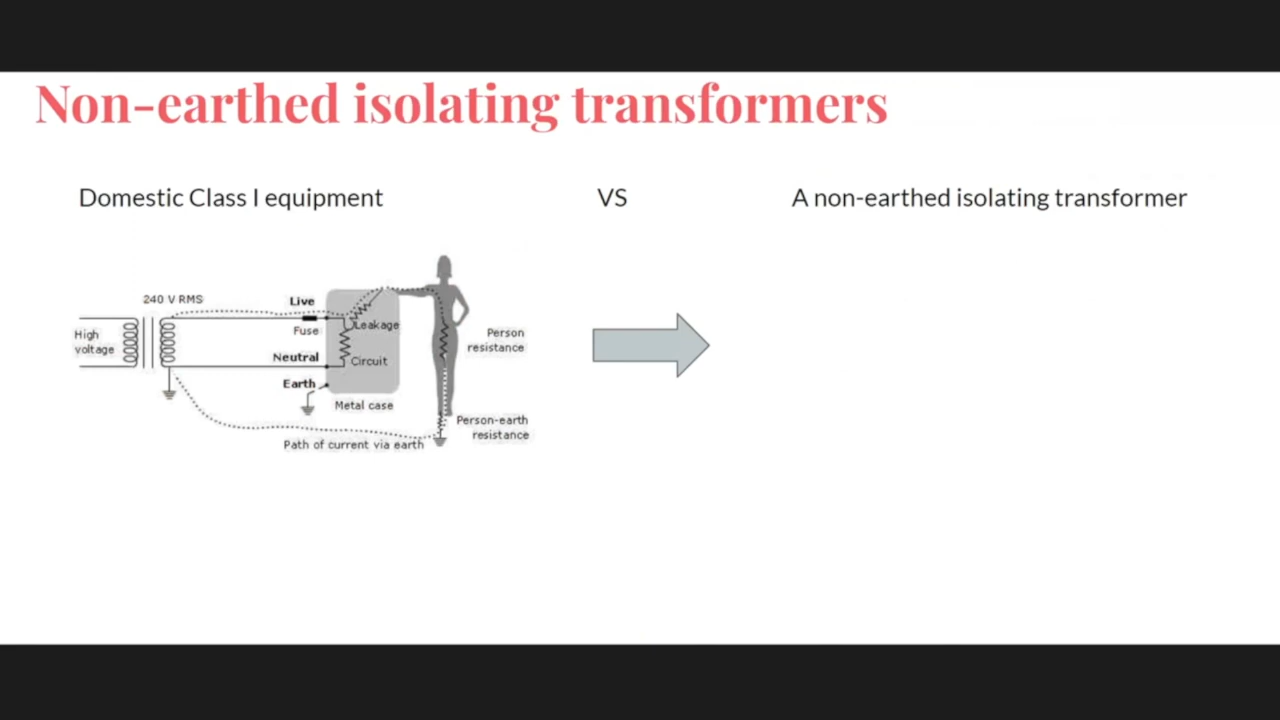 Non-earthed isolating transformers
Domestic Class I equipment
VS
A non-earthed isolating transformer
240 V RMS
High
voltage
Live
Fuse
Neutral
Earth
Leakage
Circuit
Metal case
Person
resistance
Person-earth
resistance
Path of current via earth